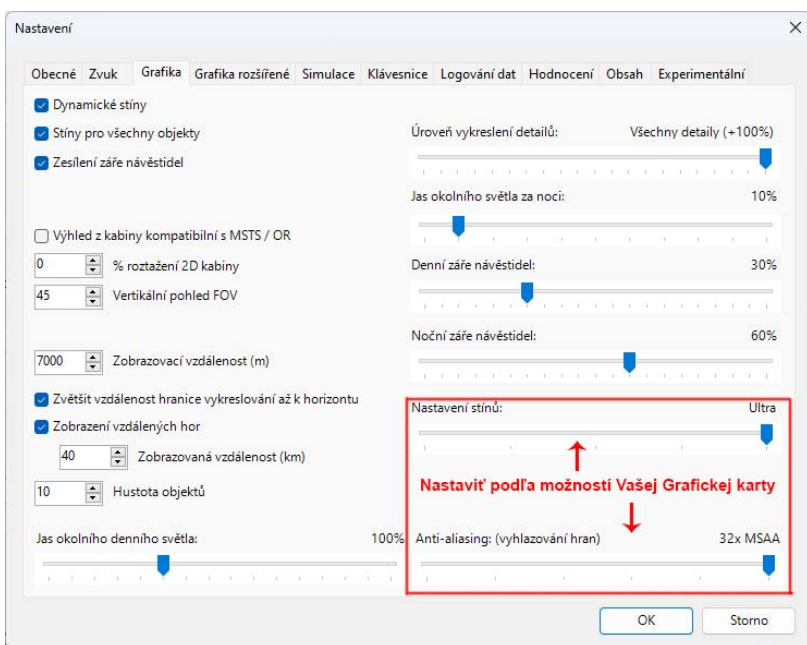 Nastavení
Obecné Zvuk Grafika Grafika rozšířené Simulace Klávesnice Logování dat Hodnocení Obsah Experimentální
Dynamické stíny
Stíny pro všechny objekty
Zesílení záře návěstidel
Výhled z kabiny kompatibilní s MSTS / OR
0 % roztažení 2D kabiny
45 Vertikální pohled FOV
7000 Zobrazovací vzdálenost (m)
Zvětšit vzdálenost hranice vykreslování až k horizontu
Zobrazení vzdálených hor
40 Zobrazovaná vzdálenost (km)
10 Hustota objektů
Jas okolního denního světla: 100%
Úroveň vykreslení detailů: Všechny detaily (+100%)
Jas okolního světla za noci: 10%
Denní záře návěstidel: 30%
Noční záře návěstidel: 60%
Nastavení stínů: Ultra
Nastaviť podľa možností Vašej Grafickej karty
Anti-aliasing: (vyhlazování hran) 32x MSAA
OK Storno